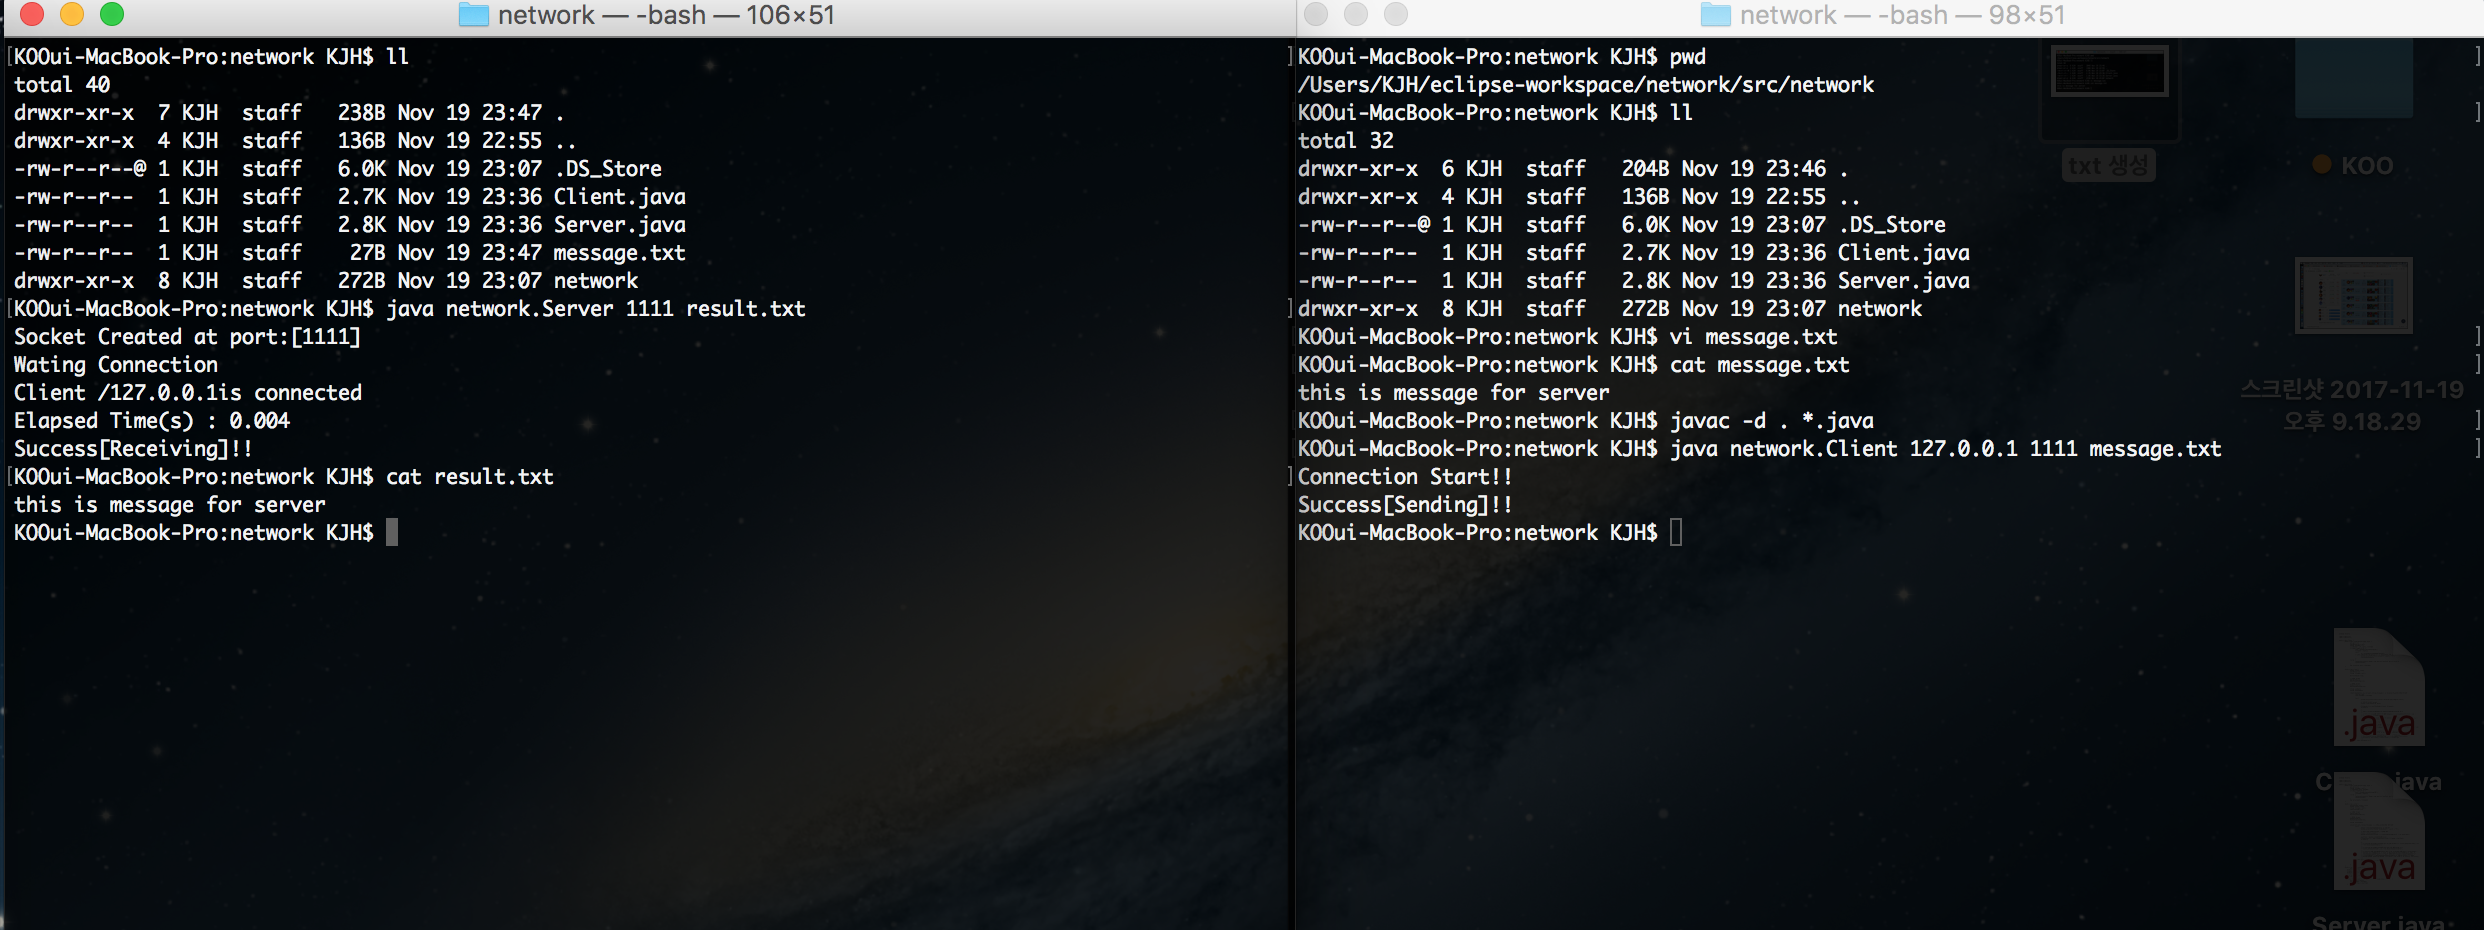 network — -bash — 106×51
[KOOui-MacBook-Pro:network KJH$ ll ]
total 40
drwxr-xr-x  7 KJH  staff   238B Nov 19 23:47 .
drwxr-xr-x  4 KJH  staff   136B Nov 19 22:55 ..
-rw-r--r--@ 1 KJH  staff   6.0K Nov 19 23:07 .DS_Store
-rw-r--r--  1 KJH  staff   2.7K Nov 19 23:36 Client.java
-rw-r--r--  1 KJH  staff   2.8K Nov 19 23:36 Server.java
-rw-r--r--  1 KJH  staff    27B Nov 19 23:47 message.txt
drwxr-xr-x  8 KJH  staff   272B Nov 19 23:07 network
[KOOui-MacBook-Pro:network KJH$ java network.Server 1111 result.txt ]
Socket Created at port:[1111]
Wating Connection
Client /127.0.0.1is connected
Elapsed Time(s) : 0.004
Success[Receiving]!!
[KOOui-MacBook-Pro:network KJH$ cat result.txt ]
this is message for server
KOOui-MacBook-Pro:network KJH$
network — -bash — 98×51
KOOui-MacBook-Pro:network KJH$ pwd ]
/Users/KJH/eclipse-workspace/network/src/network
KOOui-MacBook-Pro:network KJH$ ll ]
total 32
drwxr-xr-x  6 KJH  staff   204B Nov 19 23:46 .
drwxr-xr-x  4 KJH  staff   136B Nov 19 22:55 ..
-rw-r--r--@ 1 KJH  staff   6.0K Nov 19 23:07 .DS_Store
-rw-r--r--  1 KJH  staff   2.7K Nov 19 23:36 Client.java
-rw-r--r--  1 KJH  staff   2.8K Nov 19 23:36 Server.java
drwxr-xr-x  8 KJH  staff   272B Nov 19 23:07 network
KOOui-MacBook-Pro:network KJH$ vi message.txt ]
KOOui-MacBook-Pro:network KJH$ cat message.txt ]
this is message for server
KOOui-MacBook-Pro:network KJH$ javac -d . *.java ]
KOOui-MacBook-Pro:network KJH$ java network.Client 127.0.0.1 1111 message.txt ]
Connection Start!!
Success[Sending]!!
KOOui-MacBook-Pro:network KJH$
txt 생성
KOO
스크린샷 2017-11-19
오후 9.18.29
.java
.java
Server.java